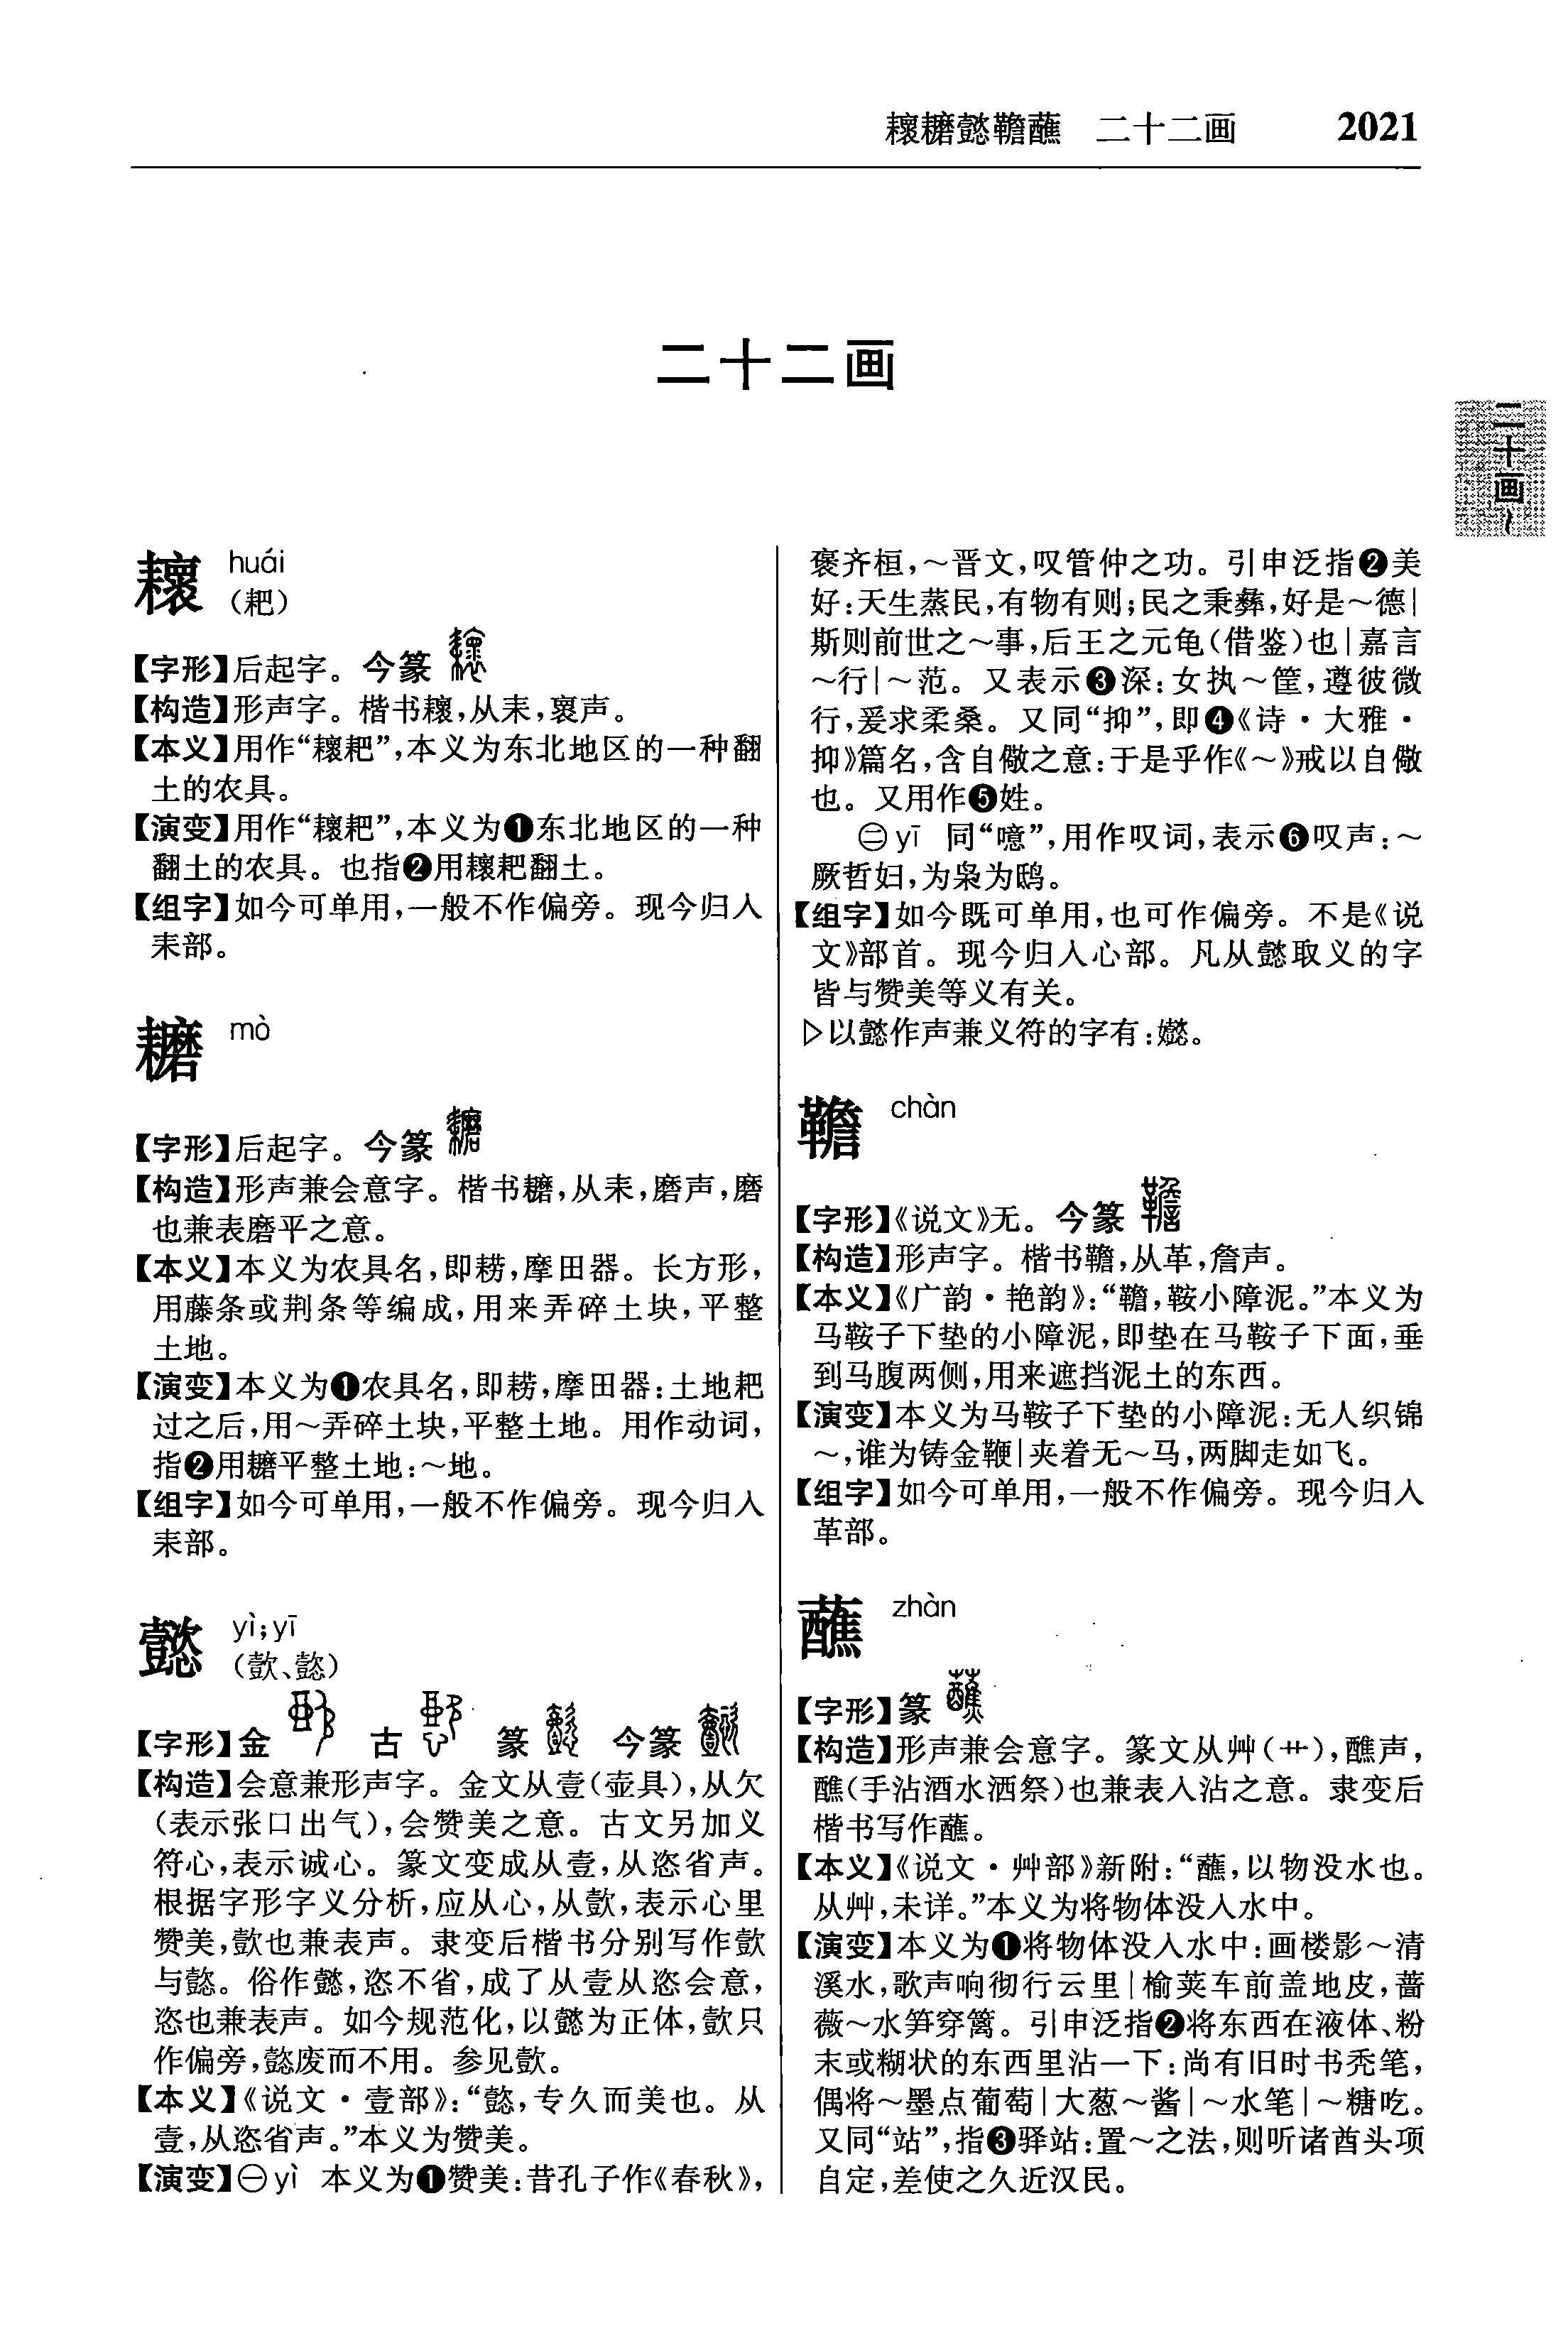 耲耱懿韂蘸 二十二画 2021
二十二画
二十画～
耲 huái
（耙）
【字形】后起字。今篆
【构造】形声字。楷书耲,从耒,褱声。
【本义】用作“耲耙”,本义为东北地区的一种翻
土的农具。
【演变】用作“耲耙”,本义为❶东北地区的一种
翻土的农具。也指❷用耲耙翻土。
【组字】如今可单用,一般不作偏旁。现今归入
耒部。
耱 mò
【字形】后起字。今篆
【构造】形声兼会意字。楷书耱,从耒,磨声,磨
也兼表磨平之意。
【本义】本义为农具名,即耢,摩田器。长方形,
用藤条或荆条等编成,用来弄碎土块,平整
土地。
【演变】本义为❶农具名,即耢,摩田器:土地耙
过之后,用～弄碎土块,平整土地。用作动词,
指❷用耱平整土地:～地。
【组字】如今可单用,一般不作偏旁。现今归入
耒部。
懿 yì;yī
（歖、懿）
【字形】金 古 篆 今篆
【构造】会意兼形声字。金文从壹(壶具),从欠
(表示张口出气),会赞美之意。古文另加义
符心,表示诚心。篆文变成从壹,从恣省声。
根据字形字义分析,应从心,从歖,表示心里
赞美,歖也兼表声。隶变后楷书分别写作歖
与懿。俗作懿,恣不省,成了从壹从恣会意,
恣也兼表声。如今规范化,以懿为正体,歖只
作偏旁,懿废而不用。参见歖。
【本义】《说文·壹部》:“懿,专久而美也。从
壹,从恣省声。”本义为赞美。
【演变】㊀yì 本义为❶赞美:昔孔子作《春秋》,
褒齐桓,～晋文,叹管仲之功。引申泛指❷美
好:天生蒸民,有物有则;民之秉彝,好是～德|
斯则前世之～事,后王之元龟(借鉴)也|嘉言
～行|～范。又表示❸深:女执～筐,遵彼微
行,爰求柔桑。又同“抑”,即❹《诗·大雅·
抑》篇名,含自儆之意:于是乎作《～》戒以自儆
也。又用作❺姓。
㊁yī 同“噫”,用作叹词,表示❻叹声:～
厥哲妇,为枭为鸱。
【组字】如今既可单用,也可作偏旁。不是《说
文》部首。现今归入心部。凡从懿取义的字
皆与赞美等义有关。
▷以懿作声兼义符的字有:㦤。
韂 chàn
【字形】《说文》无。今篆
【构造】形声字。楷书韂,从革,詹声。
【本义】《广韵·艳韵》:“韂,鞍小障泥。”本义为
马鞍子下垫的小障泥,即垫在马鞍子下面,垂
到马腹两侧,用来遮挡泥土的东西。
【演变】本义为马鞍子下垫的小障泥:无人织锦
～,谁为铸金鞭|夹着无～马,两脚走如飞。
【组字】如今可单用,一般不作偏旁。现今归入
革部。
蘸 zhàn
【字形】篆
【构造】形声兼会意字。篆文从艸(艹),醮声,
醮(手沾酒水洒祭)也兼表入沾之意。隶变后
楷书写作蘸。
【本义】《说文·艸部》新附:“蘸,以物没水也。
从艸,未详。”本义为将物体没入水中。
【演变】本义为❶将物体没入水中:画楼影～清
溪水,歌声响彻行云里|榆荚车前盖地皮,蔷
薇～水笋穿篱。引申泛指❷将东西在液体、粉
末或糊状的东西里沾一下:尚有旧时书秃笔,
偶将～墨点葡萄|大葱～酱|～水笔|～糖吃。
又同“站”,指❸驿站:置～之法,则听诸酋头项
自定,差使之久近汉民。